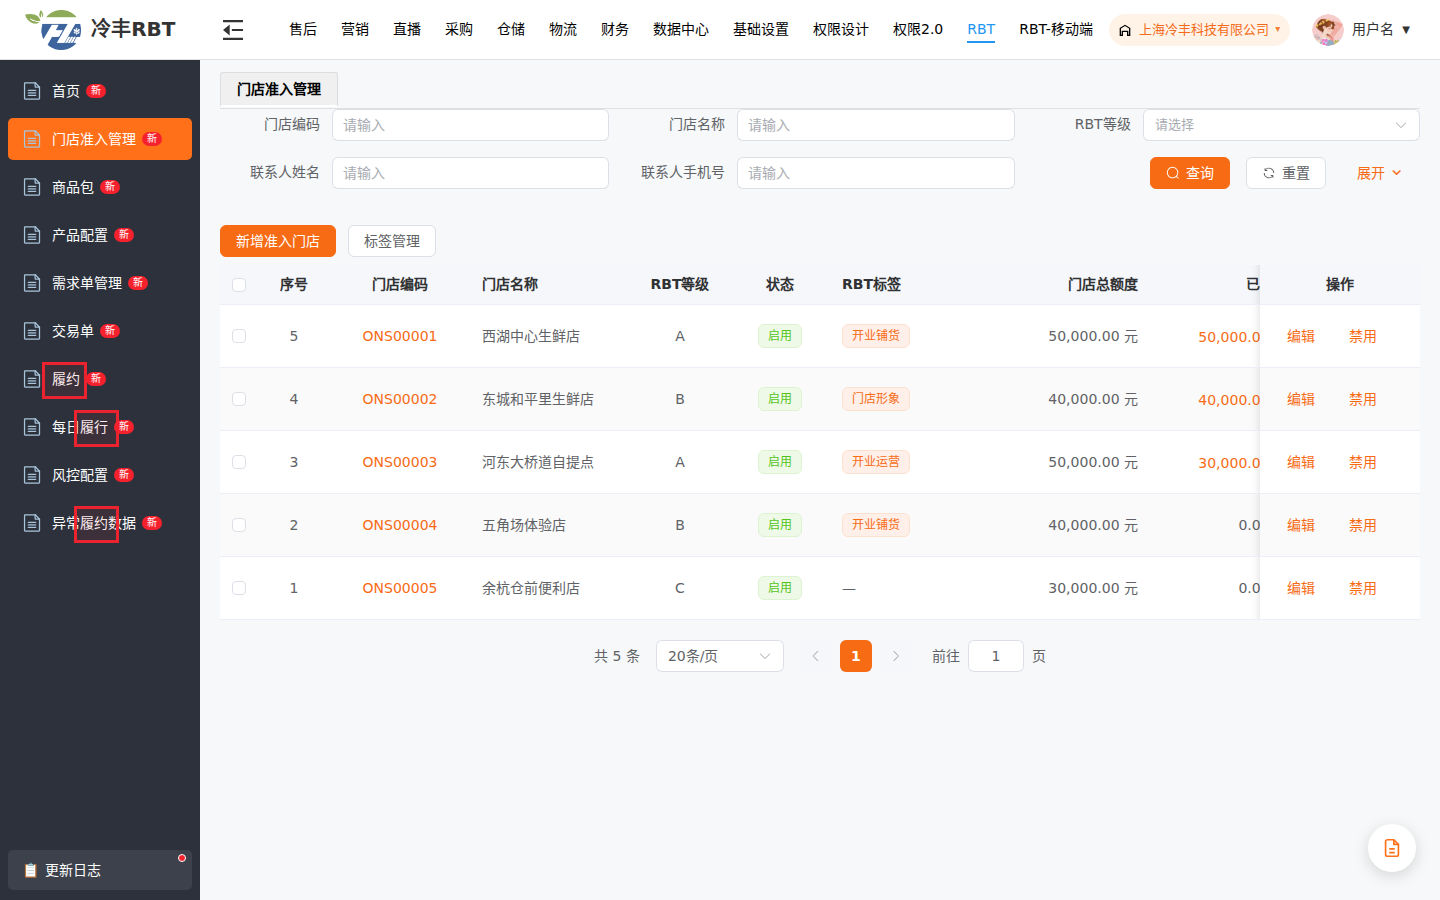 冷丰RBT
售后 营销 直播 采购 仓储 物流 财务 数据中心 基础设置 权限设计 权限2.0 RBT RBT-移动端 上海冷丰科技有限公司 ▾ 用户名 ▼
首页 新
门店准入管理 新
商品包 新
产品配置 新
需求单管理 新
交易单 新
履约 新
每日履行 新
风控配置 新
异常履约数据 新
更新日志
门店准入管理
门店编码 请输入 门店名称 请输入 RBT等级 请选择
联系人姓名 请输入 联系人手机号 请输入 查询 重置 展开
新增准入门店 标签管理
序号 门店编码 门店名称 RBT等级 状态 RBT标签 门店总额度 已 操作
5 ONS00001 西湖中心生鲜店 A 启用 开业铺货 50,000.00 元 50,000.0 编辑 禁用
4 ONS00002 东城和平里生鲜店 B 启用 门店形象 40,000.00 元 40,000.0 编辑 禁用
3 ONS00003 河东大桥道自提点 A 启用 开业运营 50,000.00 元 30,000.0 编辑 禁用
2 ONS00004 五角场体验店 B 启用 开业铺货 40,000.00 元 0.0 编辑 禁用
1 ONS00005 余杭仓前便利店 C 启用 — 30,000.00 元 0.0 编辑 禁用
共 5 条 20条/页 1 前往 1 页